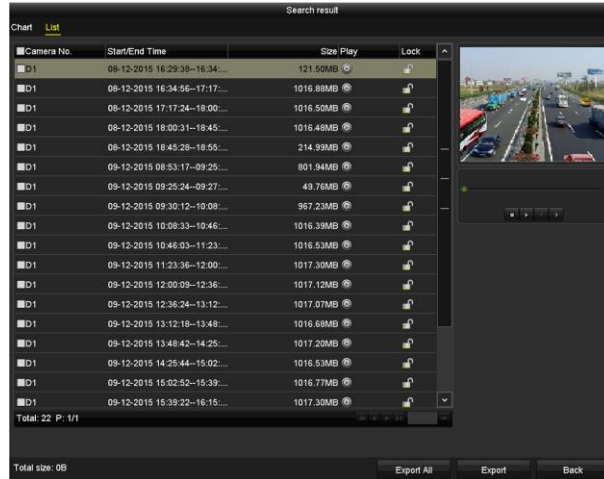 Search result
Chart List
Camera No. Start/End Time Size Play Lock
D1 08-12-2015 16:29:38--16:34:... 121.50MB
D1 08-12-2015 16:34:56--17:17:... 1016.88MB
D1 08-12-2015 17:17:24--18:00:... 1016.50MB
D1 08-12-2015 18:00:31--18:45:... 1016.48MB
D1 08-12-2015 18:45:28--18:55:... 214.99MB
D1 09-12-2015 08:53:17--09:25:... 801.94MB
D1 09-12-2015 09:25:24--09:27:... 49.76MB
D1 09-12-2015 09:30:12--10:08:... 967.23MB
D1 09-12-2015 10:08:33--10:46:... 1016.39MB
D1 09-12-2015 10:46:03--11:23:... 1016.53MB
D1 09-12-2015 11:23:36--12:00:... 1017.30MB
D1 09-12-2015 12:00:09--12:36:... 1017.12MB
D1 09-12-2015 12:36:24--13:12:... 1017.07MB
D1 09-12-2015 13:12:18--13:48:... 1016.68MB
D1 09-12-2015 13:48:42--14:25:... 1017.20MB
D1 09-12-2015 14:25:44--15:02:... 1016.53MB
D1 09-12-2015 15:02:52--15:39:... 1016.77MB
D1 09-12-2015 15:39:22--16:15:... 1017.30MB
Total: 22 P: 1/1
Total size: 0B Export All Export Back